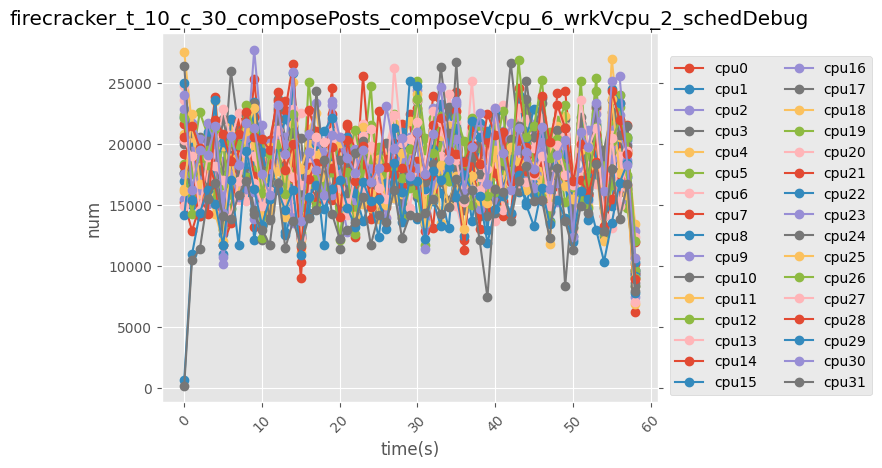 firecracker_t_10_c_30_composePosts_composeVcpu_6_wrkVcpu_2_schedDebug
num
25000
20000
15000
10000
5000
0
0
10
20
30
40
50
60
time(s)
cpu0
cpu1
cpu2
cpu3
cpu4
cpu5
cpu6
cpu7
cpu8
cpu9
cpu10
cpu11
cpu12
cpu13
cpu14
cpu15
cpu16
cpu17
cpu18
cpu19
cpu20
cpu21
cpu22
cpu23
cpu24
cpu25
cpu26
cpu27
cpu28
cpu29
cpu30
cpu31